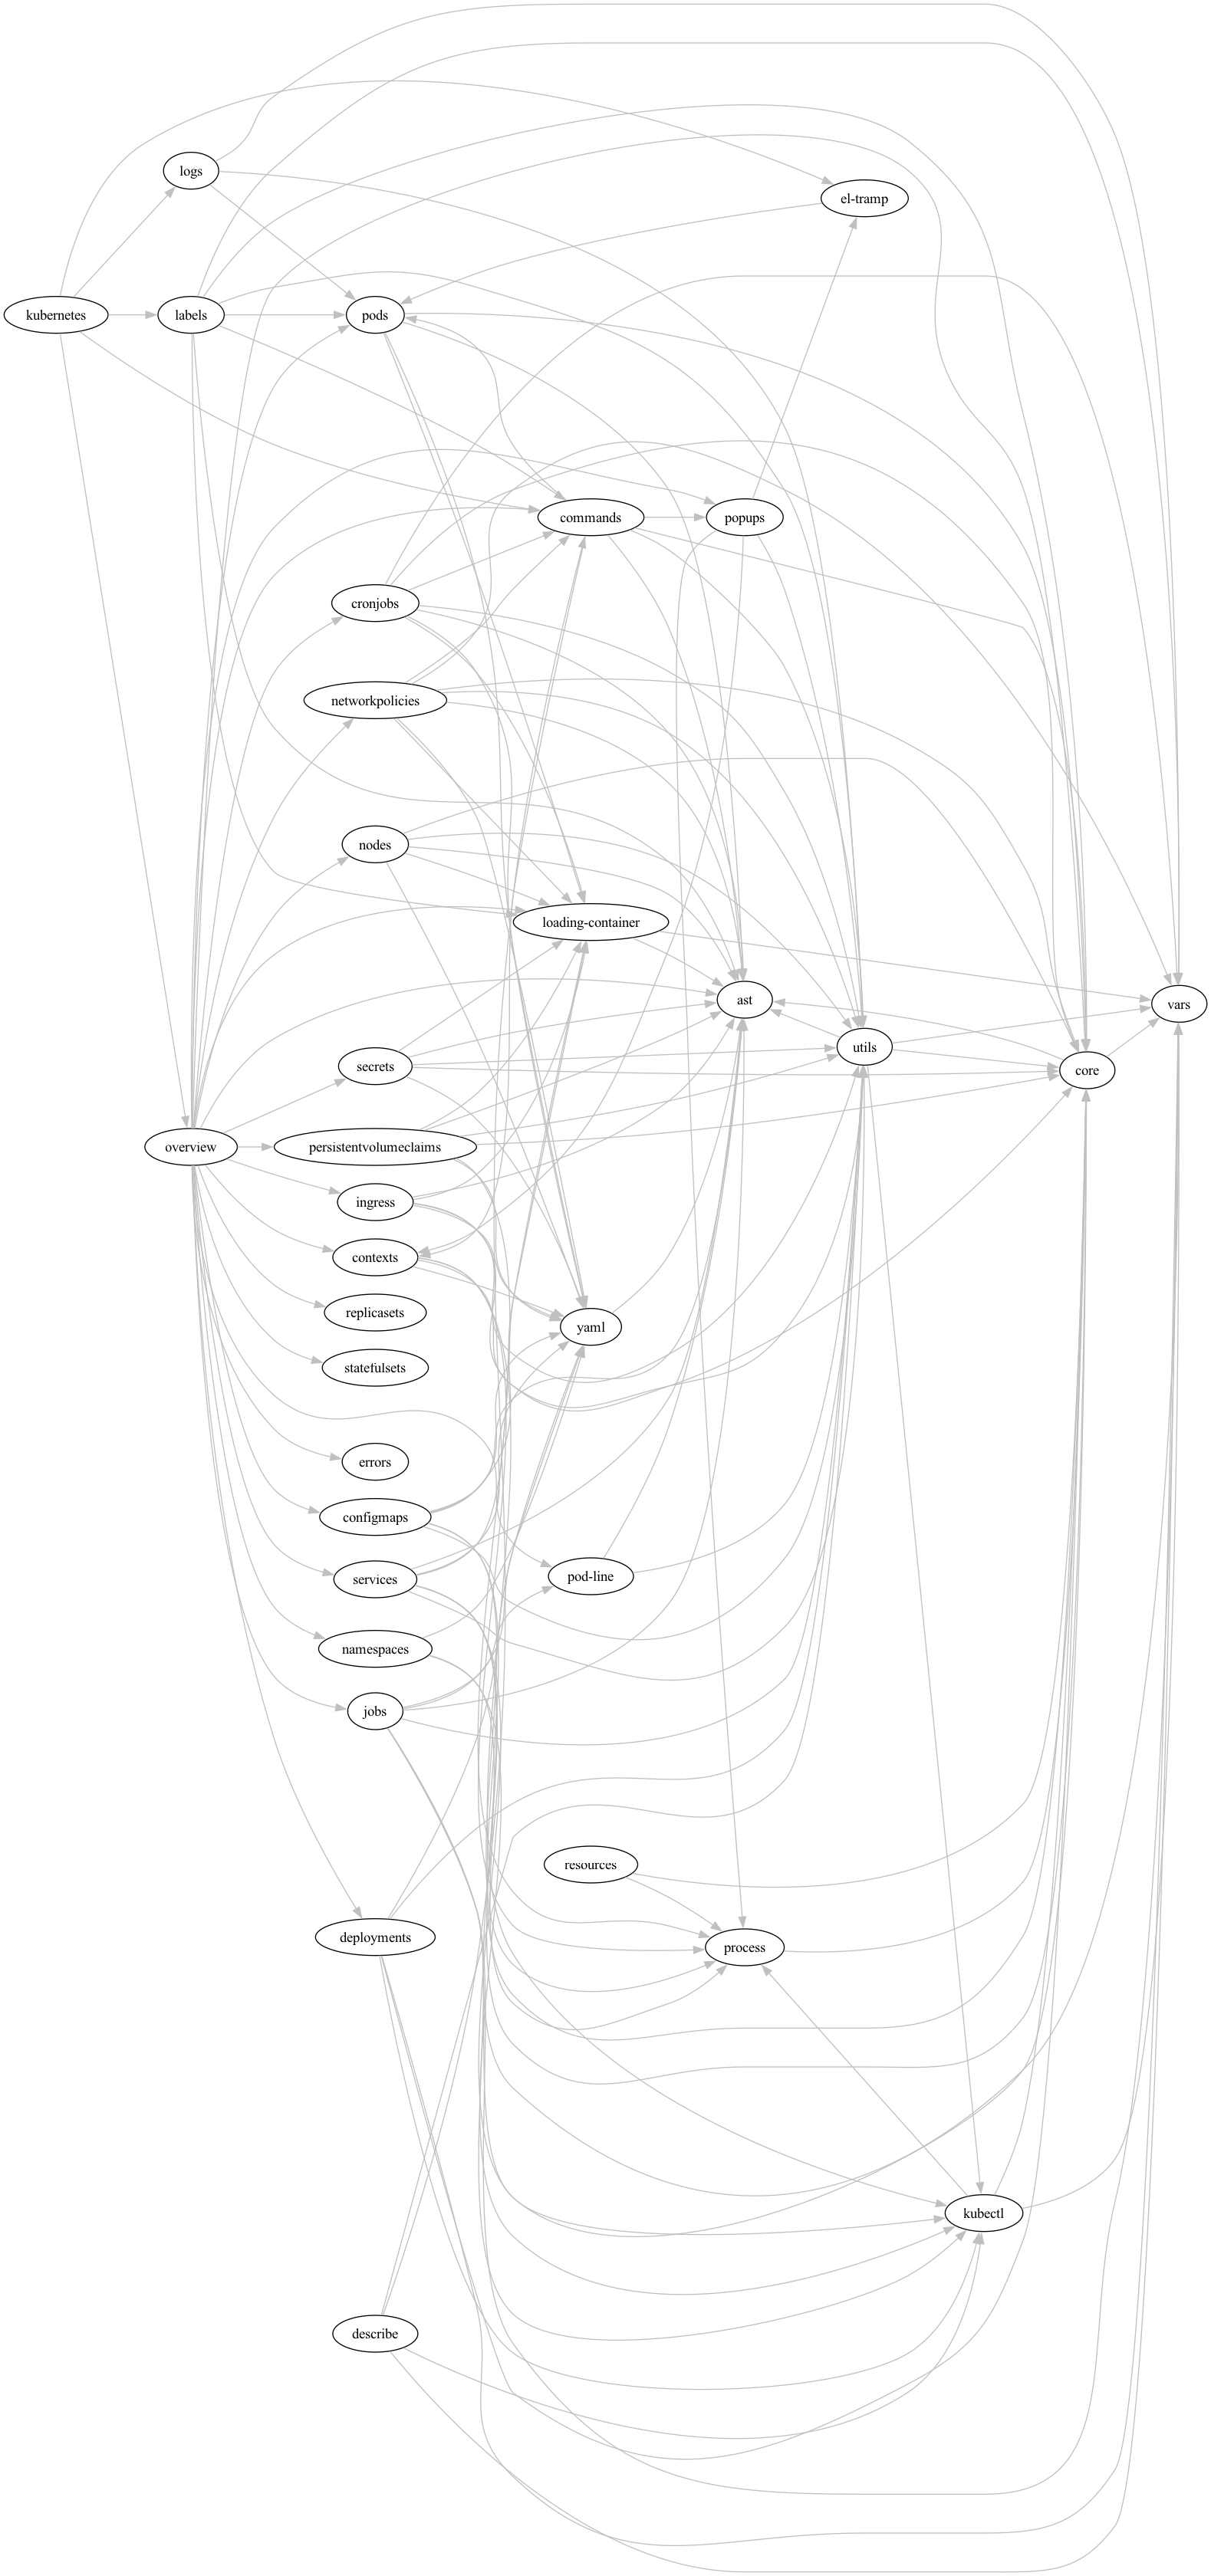 logs
el-tramp
kubernetes
labels
pods
commands
popups
cronjobs
networkpolicies
nodes
loading-container
ast
vars
utils
secrets
core
overview
persistentvolumeclaims
ingress
contexts
replicasets
yaml
statefulsets
errors
configmaps
services
pod-line
namespaces
jobs
resources
deployments
process
kubectl
describe